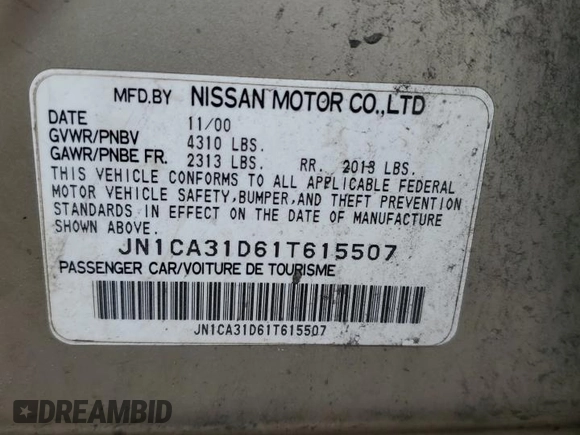 MFD.BY NISSAN MOTOR CO.,LTD
DATE 11/00
GVWR/PNBV 4310 LBS.
GAWR/PNBE FR. 2313 LBS. RR. 2013 LBS.
THIS VEHICLE CONFORMS TO ALL APPLICABLE FEDERAL
MOTOR VEHICLE SAFETY,BUMPER,AND THEFT PREVENTION
STANDARDS IN EFFECT ON THE DATE OF MANUFACTURE
SHOWN ABOVE.
JN1CA31D61T615507
PASSENGER CAR/VOITURE DE TOURISME
JN1CA31D61T615507
DREAMBID